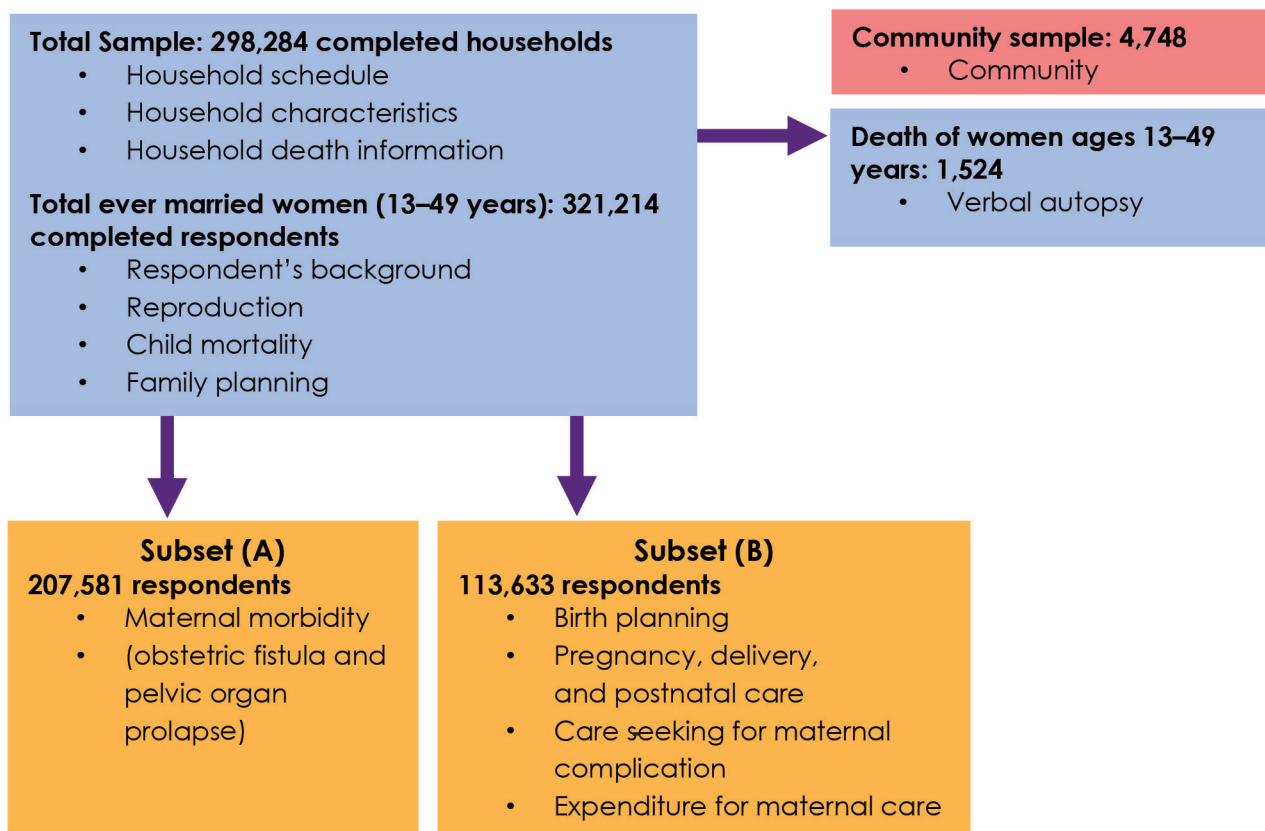 Total Sample: 298,284 completed households
• Household schedule
• Household characteristics
• Household death information
Total ever married women (13–49 years): 321,214
completed respondents
• Respondent’s background
• Reproduction
• Child mortality
• Family planning
Community sample: 4,748
• Community
Death of women ages 13–49
years: 1,524
• Verbal autopsy
Subset (A)
207,581 respondents
• Maternal morbidity
• (obstetric fistula and
pelvic organ
prolapse)
Subset (B)
113,633 respondents
• Birth planning
• Pregnancy, delivery,
and postnatal care
• Care seeking for maternal
complication
• Expenditure for maternal care